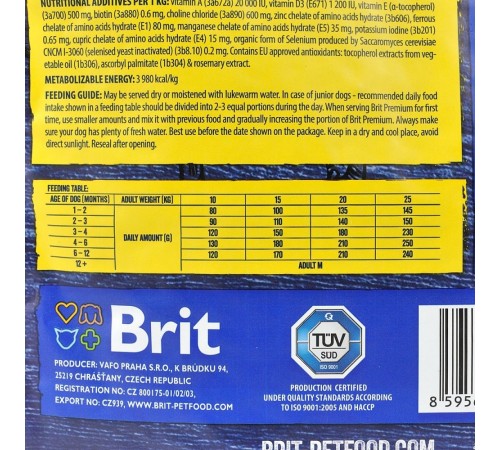 NUTRITIONAL ADDITIVES PER 1 KG: vitamin A (3a672a) 20 000 IU, vitamin D3 (E671) 1 200 IU, vitamin E (α-tocopherol)
(3a700) 500 mg, biotin (3a880) 0.6 mg, choline chloride (3a890) 600 mg, zinc chelate of amino acids hydrate (3b606), ferrous
chelate of amino acids hydrate (E1) 80 mg, manganese chelate of amino acids hydrate (E5) 35 mg, potassium iodine (3b201)
0.65 mg, cupric chelate of amino acids hydrate (E4) 15 mg, organic form of Selenium produced by Saccaromyces cerevisiae
CNCM I-3060 (selenised yeast inactivated) (3b8.10) 0.2 mg. Contains EU approved antioxidants: tocopherol extracts from veg-
etable oil (1b306), ascorbyl palmitate (1b304) & rosemary extract.
METABOLIZABLE ENERGY: 3 980 kcal/kg
FEEDING GUIDE: May be served dry or moistened with lukewarm water. In case of junior dogs – recommended daily food
intake shown in a feeding table should be divided into 2-3 equal portions during the day. When serving Brit Premium for first
time, use smaller amounts and mix it with previous food and gradually increasing the portion of Brit Premium. Always make
sure your dog has plenty of fresh water. Best use before the date shown on the package. Keep in a dry and cool place, avoid
direct sunlight. Reseal after opening.
FEEDING TABLE:
AGE OF DOG (MONTHS) ADULT WEIGHT (KG) 10 15 20 25
1 – 2 80 100 135 145
2 – 3 90 110 140 150
3 – 4 DAILY AMOUNT (G) 120 150 180 230
4 – 6 130 180 210 250
6 – 12 120 170 210 240
12 + ADULT M
Brit
PRODUCER: VAFO PRAHA S.R.O., K BRŮDKU 94,
25219 CHRÁŠŤANY, CZECH REPUBLIC
REGISTRATION NO: CZ 800175-01/02/03,
EXPORT NO: CZ939, WWW.BRIT-PETFOOD.COM
TÜV
SUD
ISO 9001
PRODUCTION CERTIFIED
UNDER QUALITY STANDARDS ACCORDING
TO ISO 9001:2005 AND HACCP
8 595
BRIT-PETFOOD.COM